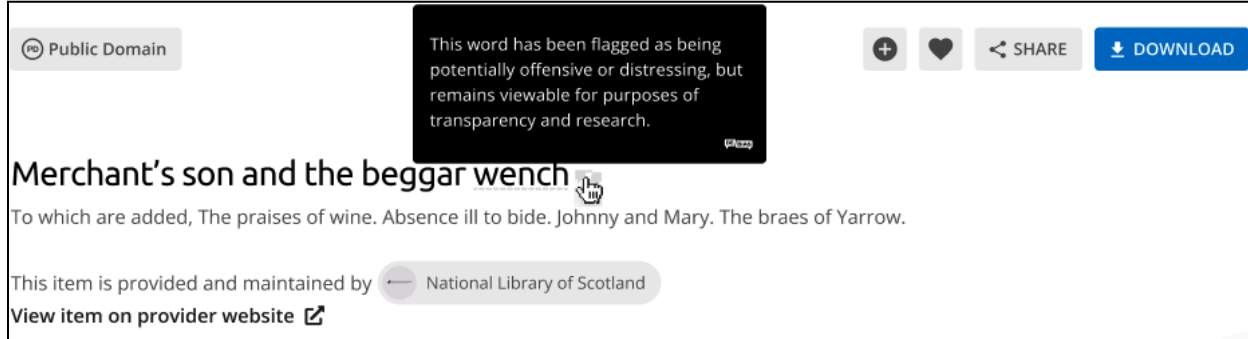 PD Public Domain
This word has been flagged as being
potentially offensive or distressing, but
remains viewable for purposes of
transparency and research.
SHARE
DOWNLOAD
Merchant's son and the beggar wench
To which are added, The praises of wine. Absence ill to bide. Johnny and Mary. The braes of Yarrow.
This item is provided and maintained by National Library of Scotland
View item on provider website